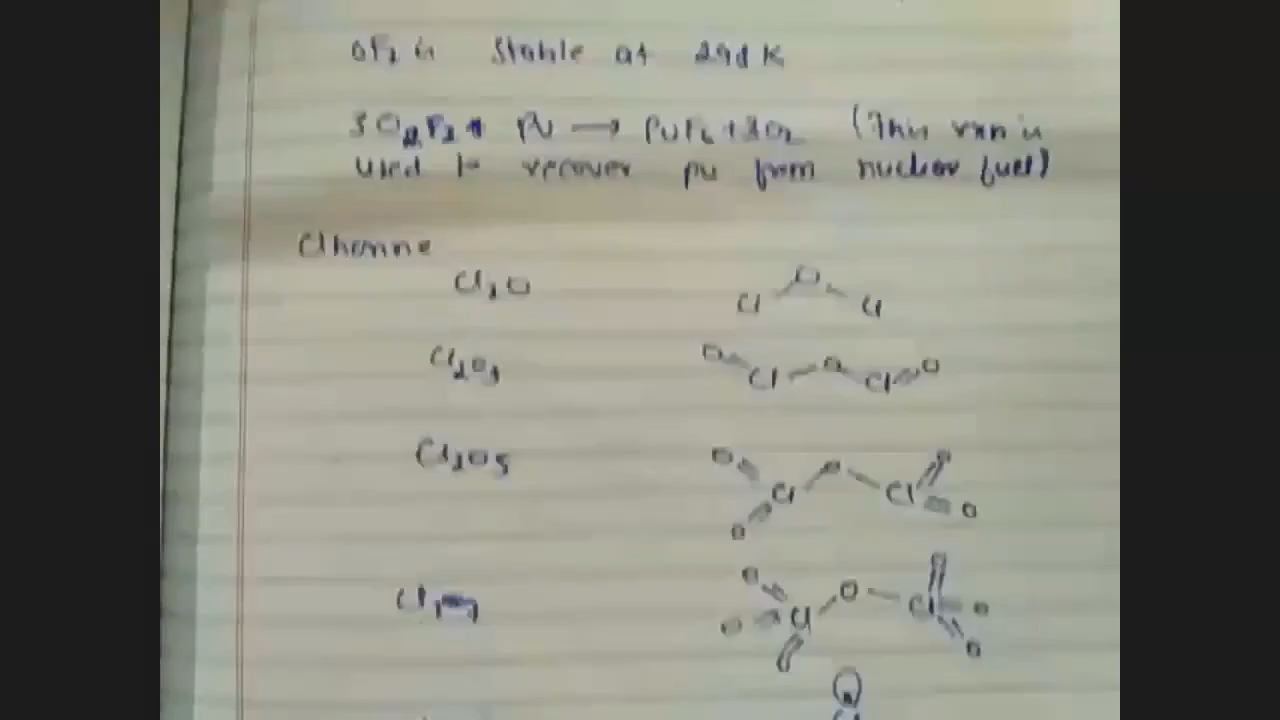 OF2 is stable at 298 K
3O2F2 + Pu → PuF6 + 3O2 (This rxn is
used to recover pu from nuclear fuel)
Chlorine
Cl2O
O
Cl Cl
Cl2O3
O O O
Cl Cl
Cl2O5
O O O
Cl Cl
O O
Cl
O O O
O Cl Cl O
O O